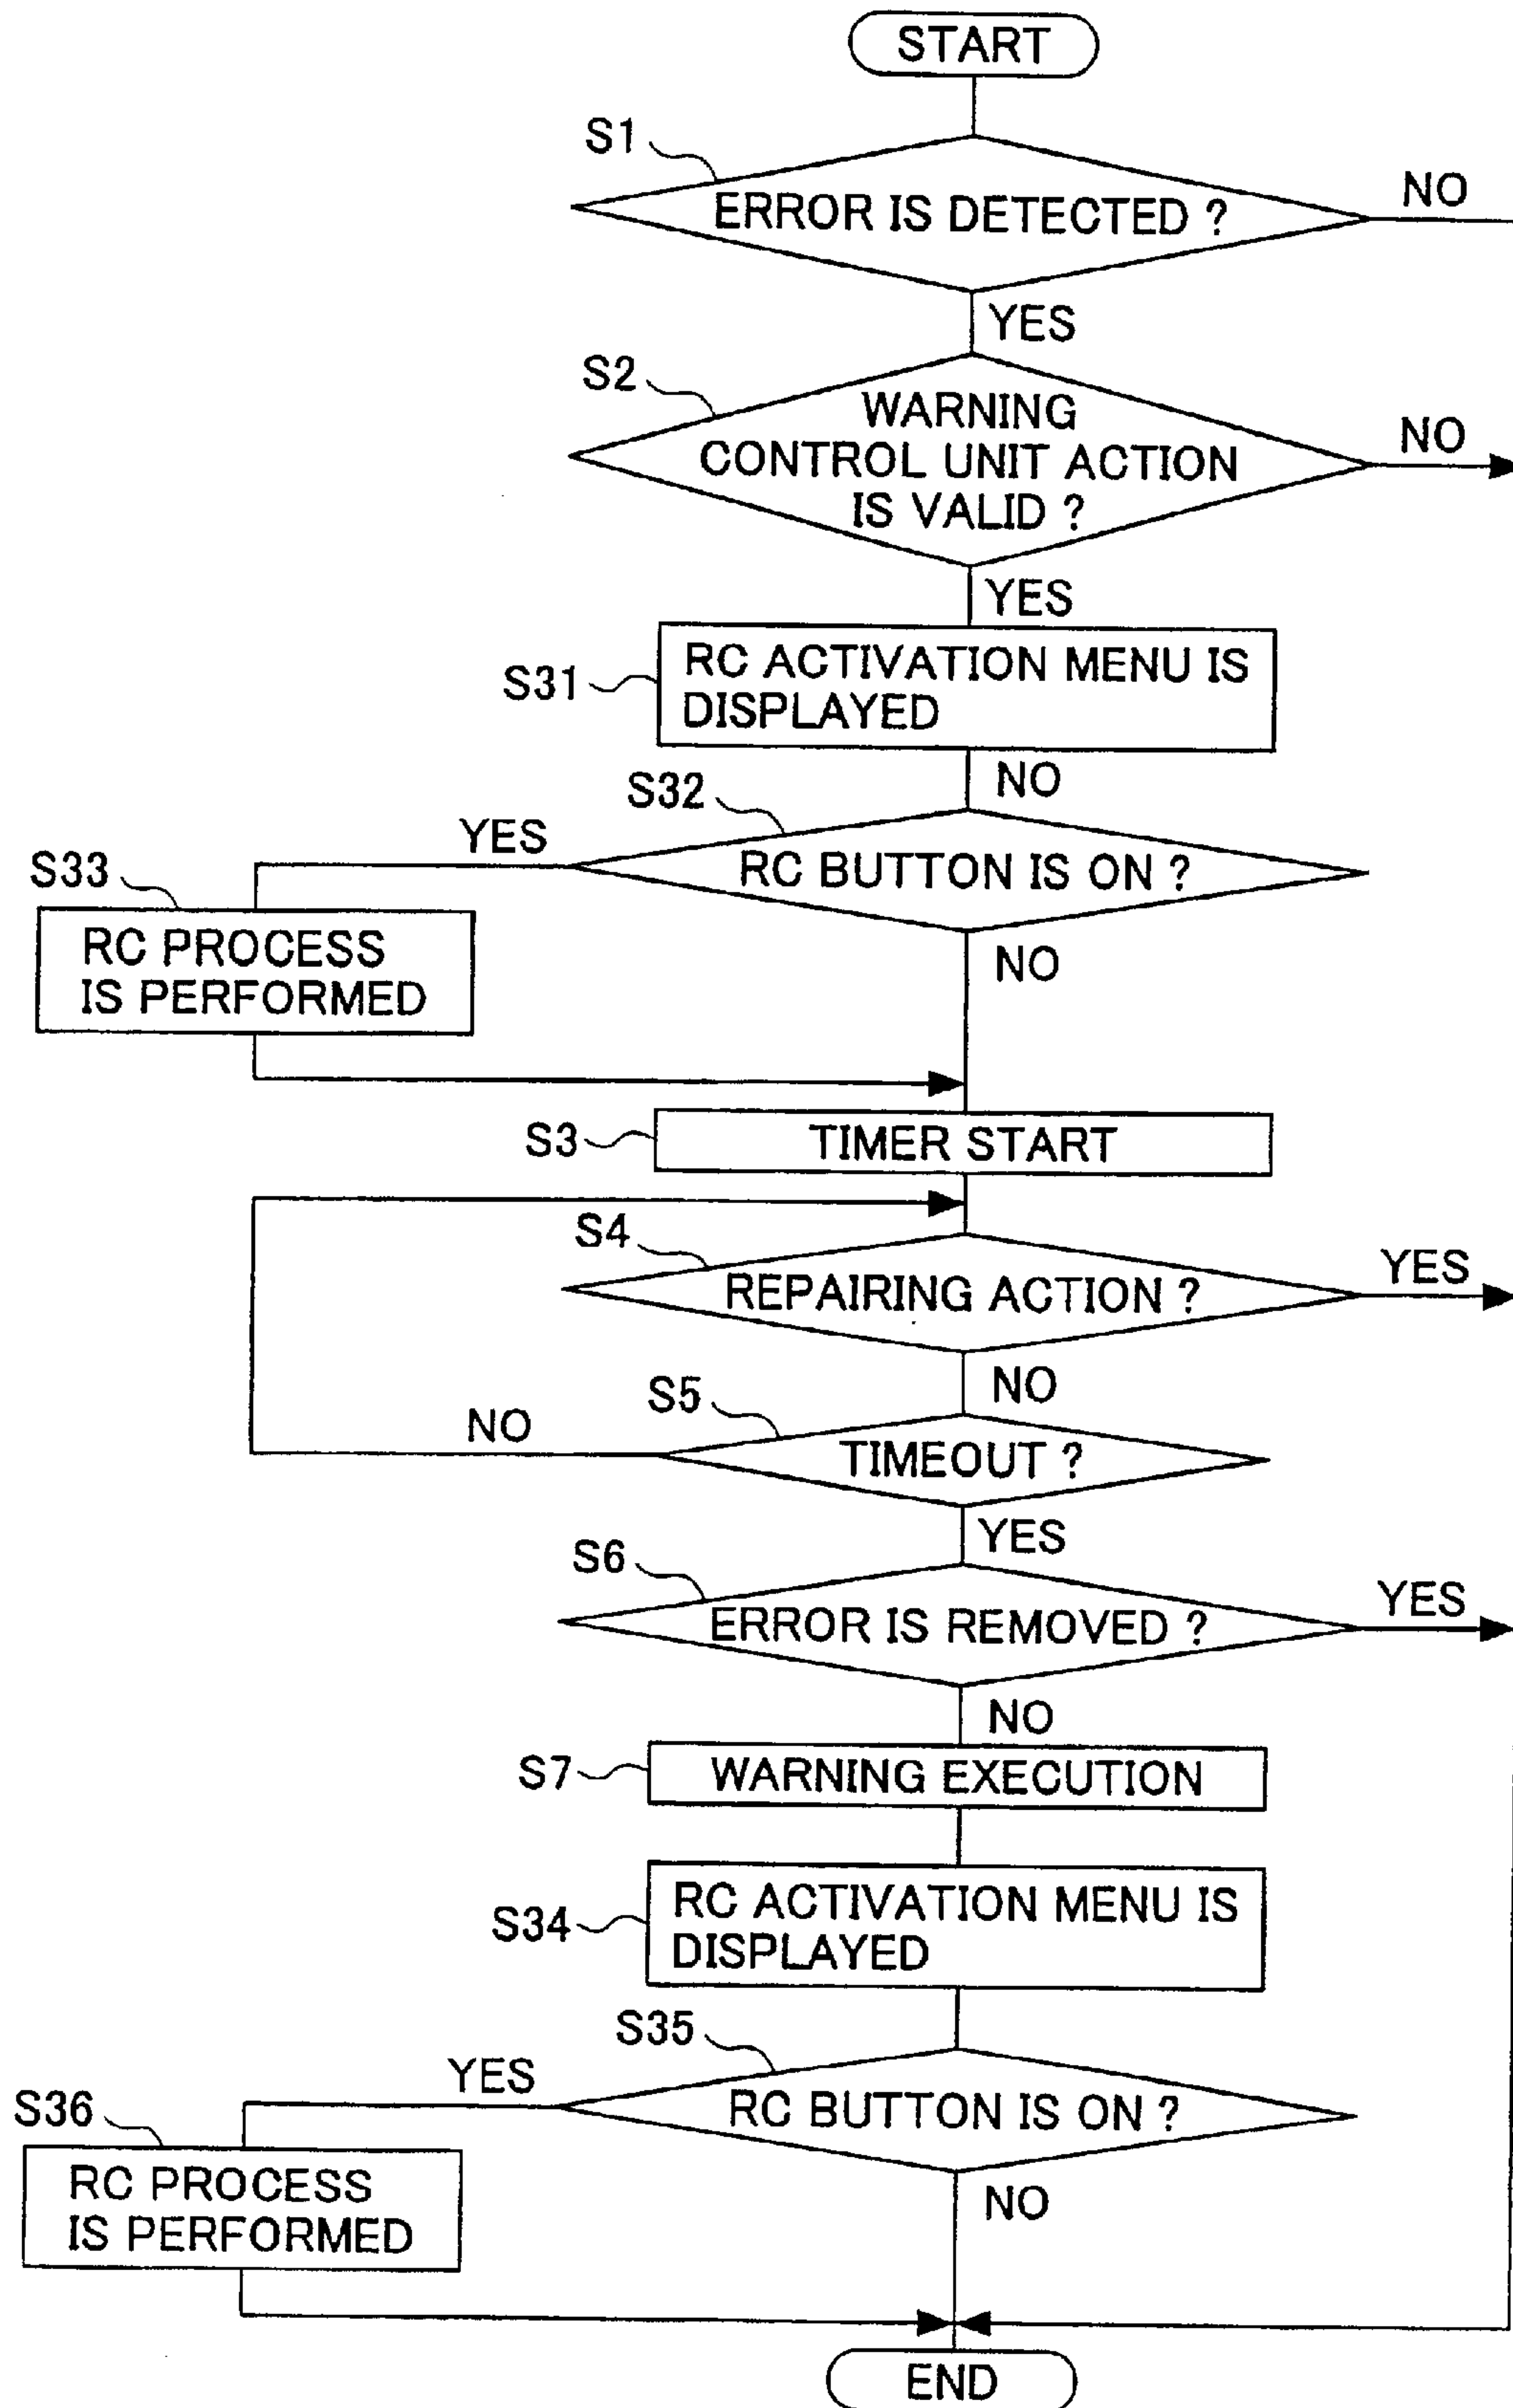 START
S1
ERROR IS DETECTED ?
NO
YES
S2
WARNING
CONTROL UNIT ACTION
IS VALID ?
NO
YES
S31
RC ACTIVATION MENU IS
DISPLAYED
NO
S32
YES
RC BUTTON IS ON ?
S33
RC PROCESS
IS PERFORMED
NO
S3
TIMER START
S4
REPAIRING ACTION ?
YES
NO
S5
NO
TIMEOUT ?
YES
S6
ERROR IS REMOVED ?
YES
NO
S7
WARNING EXECUTION
S34
RC ACTIVATION MENU IS
DISPLAYED
S35
YES
RC BUTTON IS ON ?
S36
RC PROCESS
IS PERFORMED
NO
END